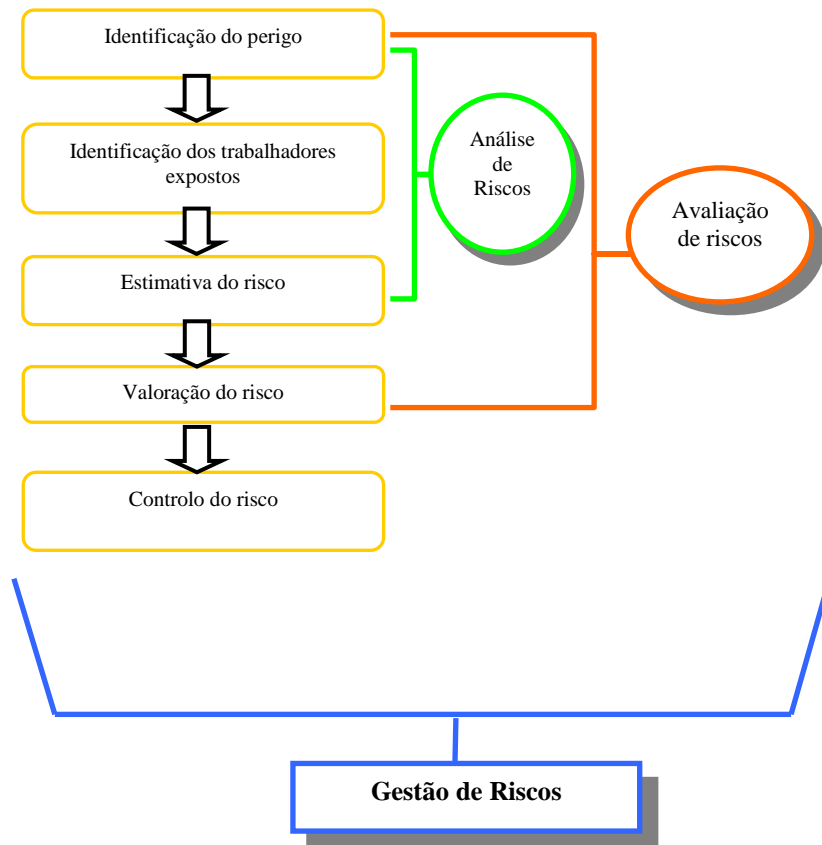 Identificação do perigo
Identificação dos trabalhadores
expostos
Estimativa do risco
Valoração do risco
Controlo do risco
Análise
de
Riscos
Avaliação
de riscos
Gestão de Riscos